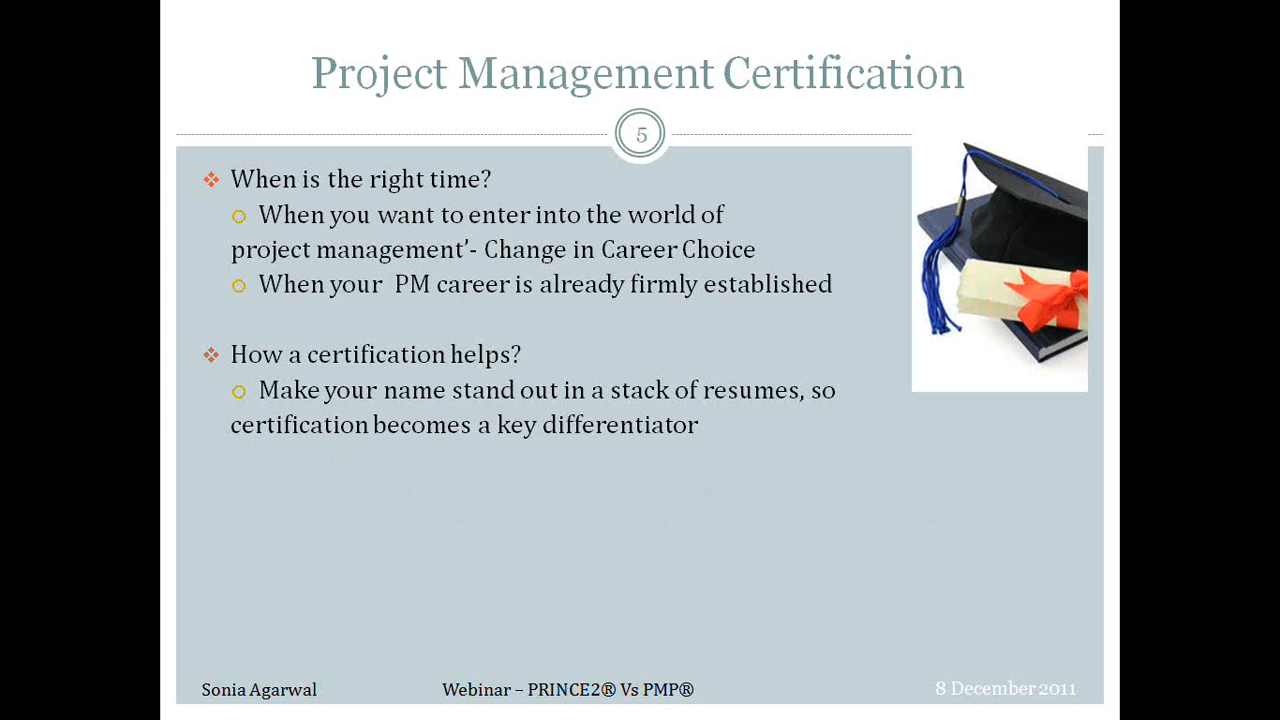 Project Management Certification
5
When is the right time?
When you want to enter into the world of
project management’- Change in Career Choice
When your PM career is already firmly established
How a certification helps?
Make your name stand out in a stack of resumes, so
certification becomes a key differentiator
Sonia Agarwal
Webinar – PRINCE2® Vs PMP®
8 December 2011